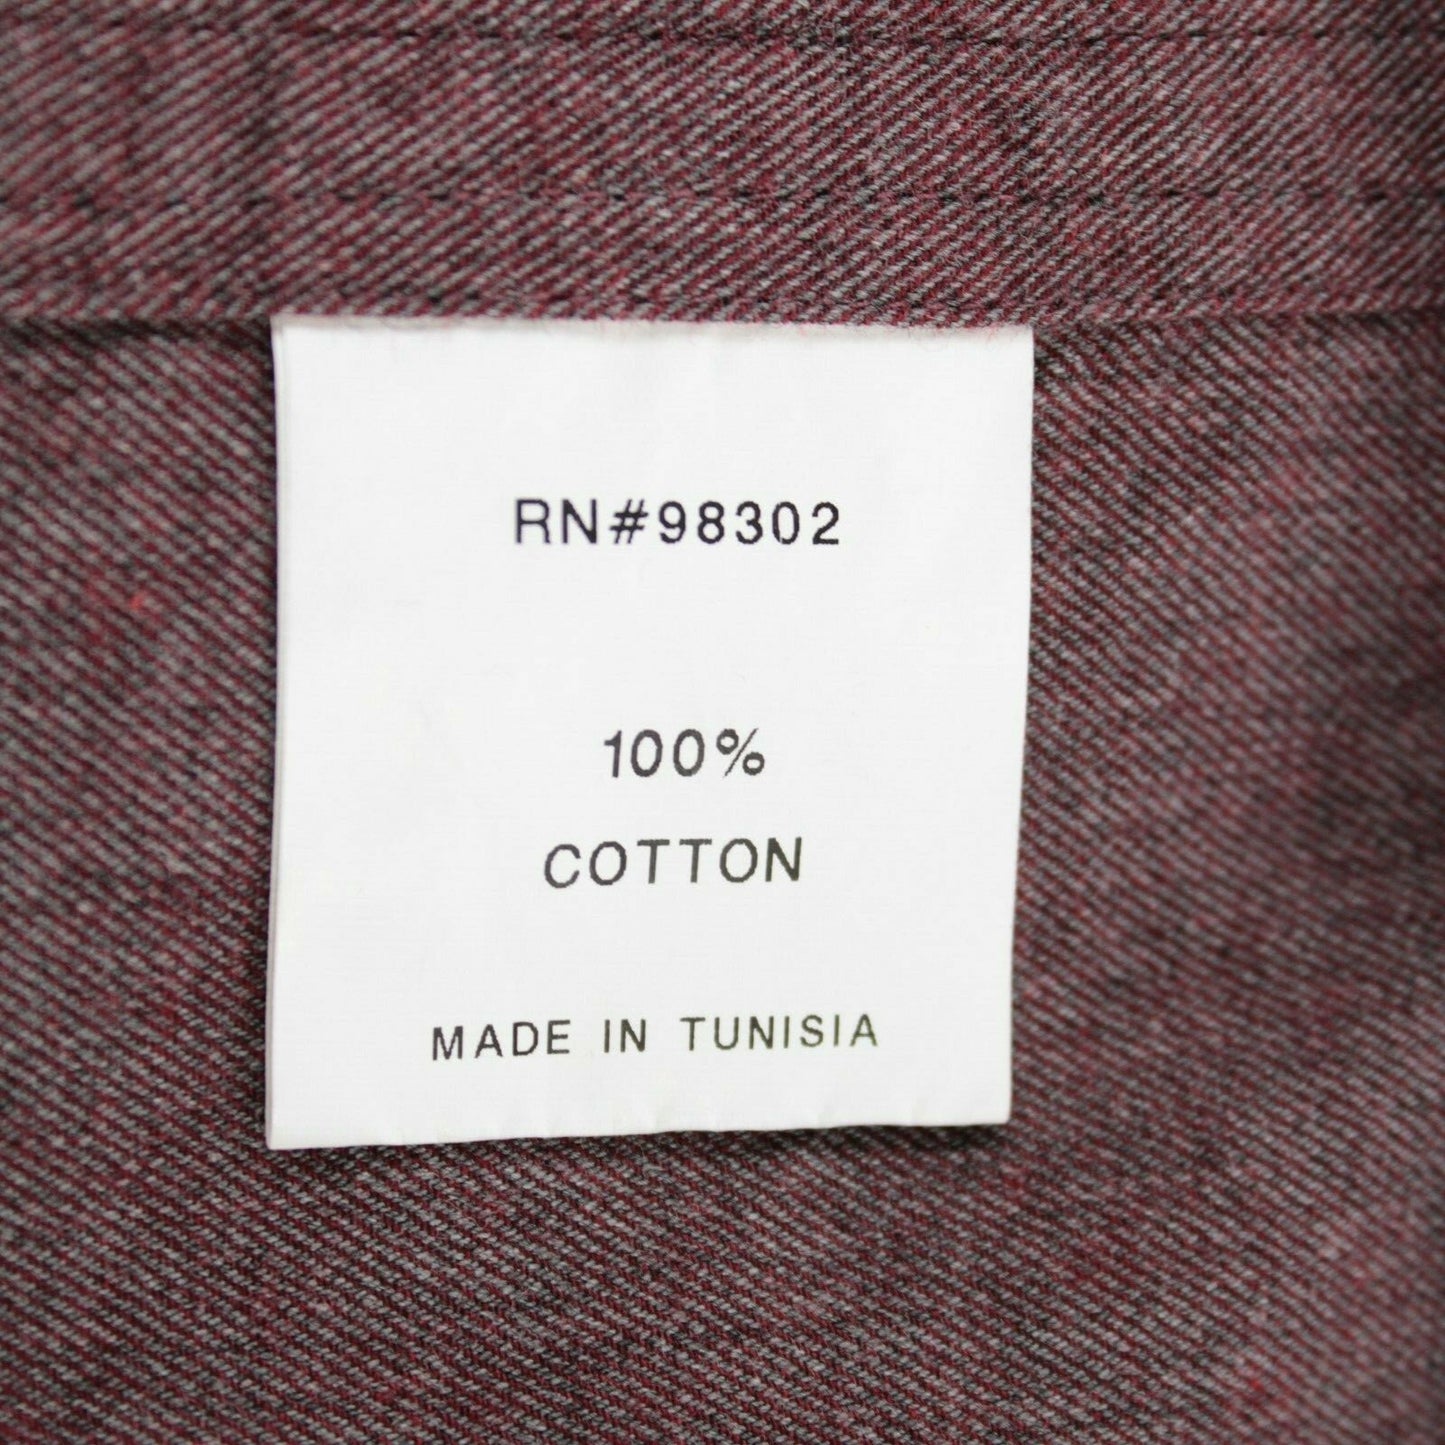 RN#98302
100%
COTTON
MADE IN TUNISIA